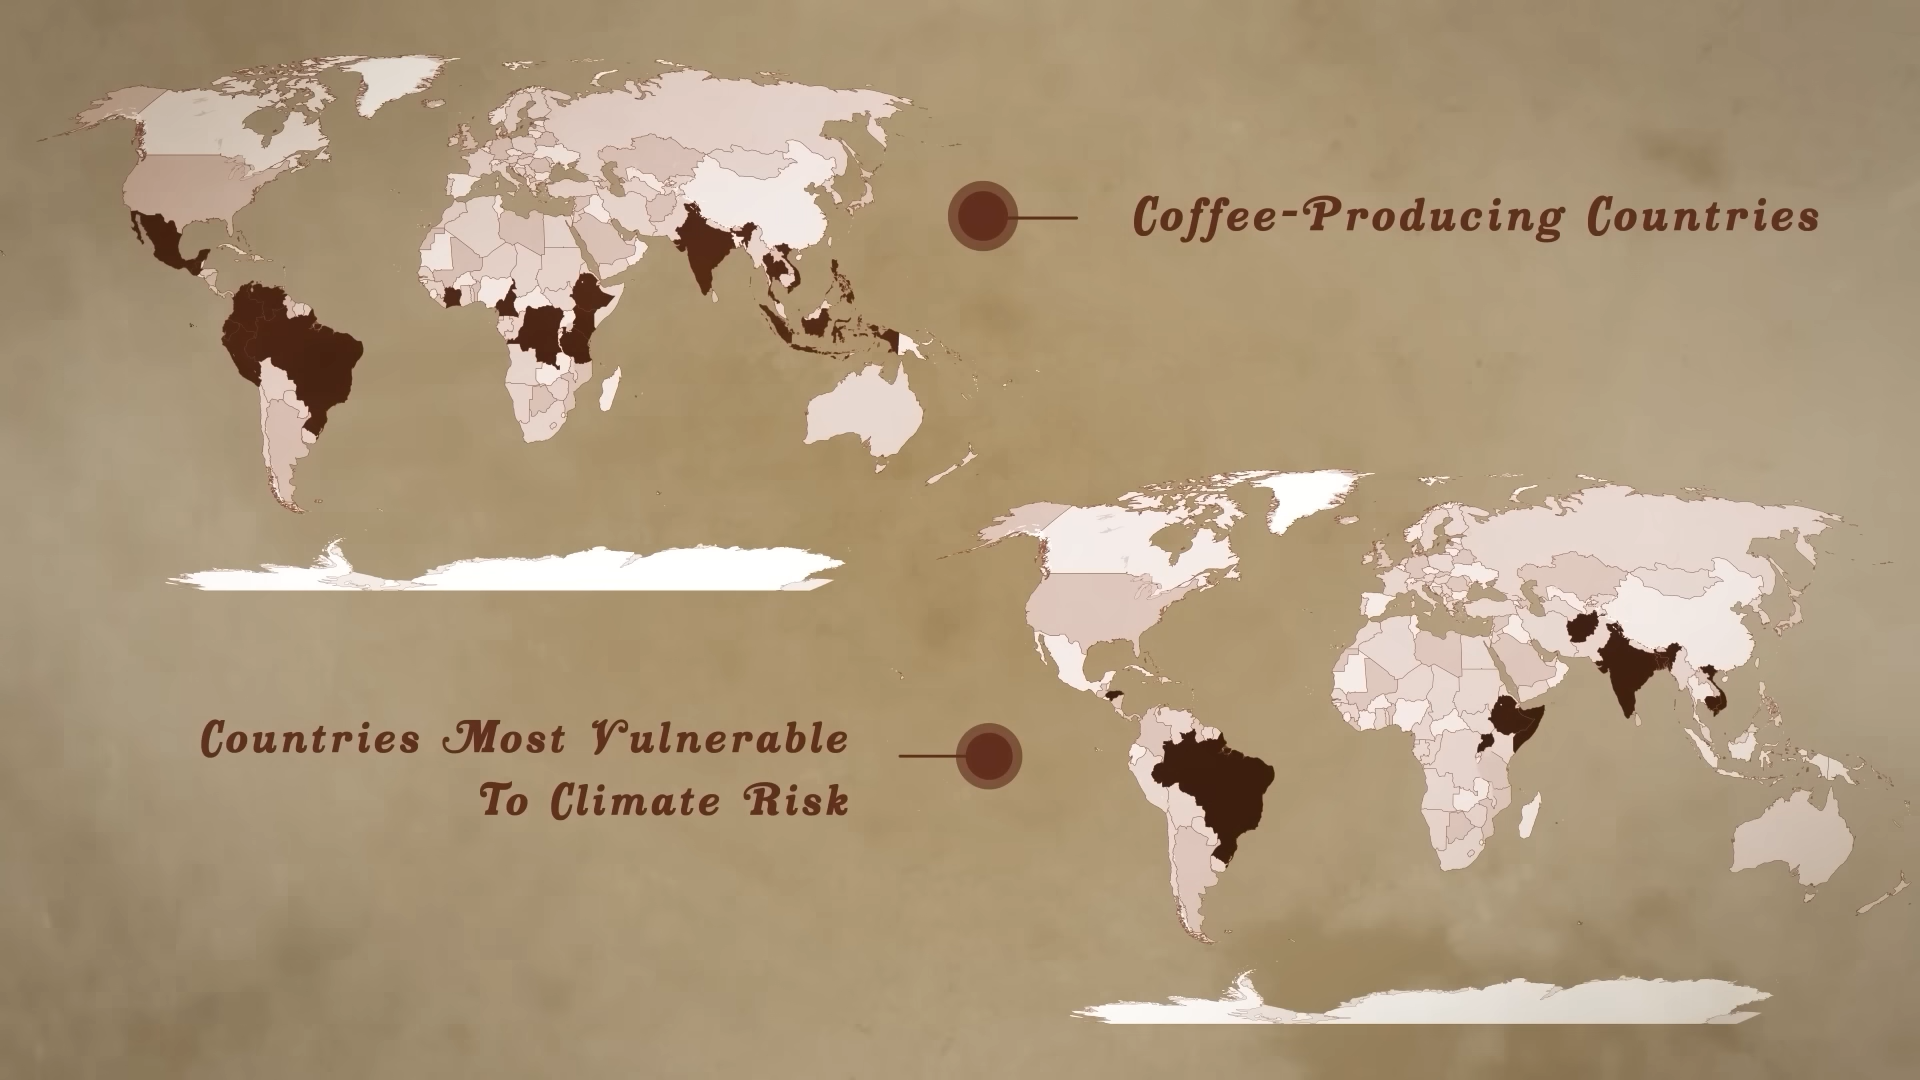 Coffee-Producing Countries
Countries Most Vulnerable
To Climate Risk